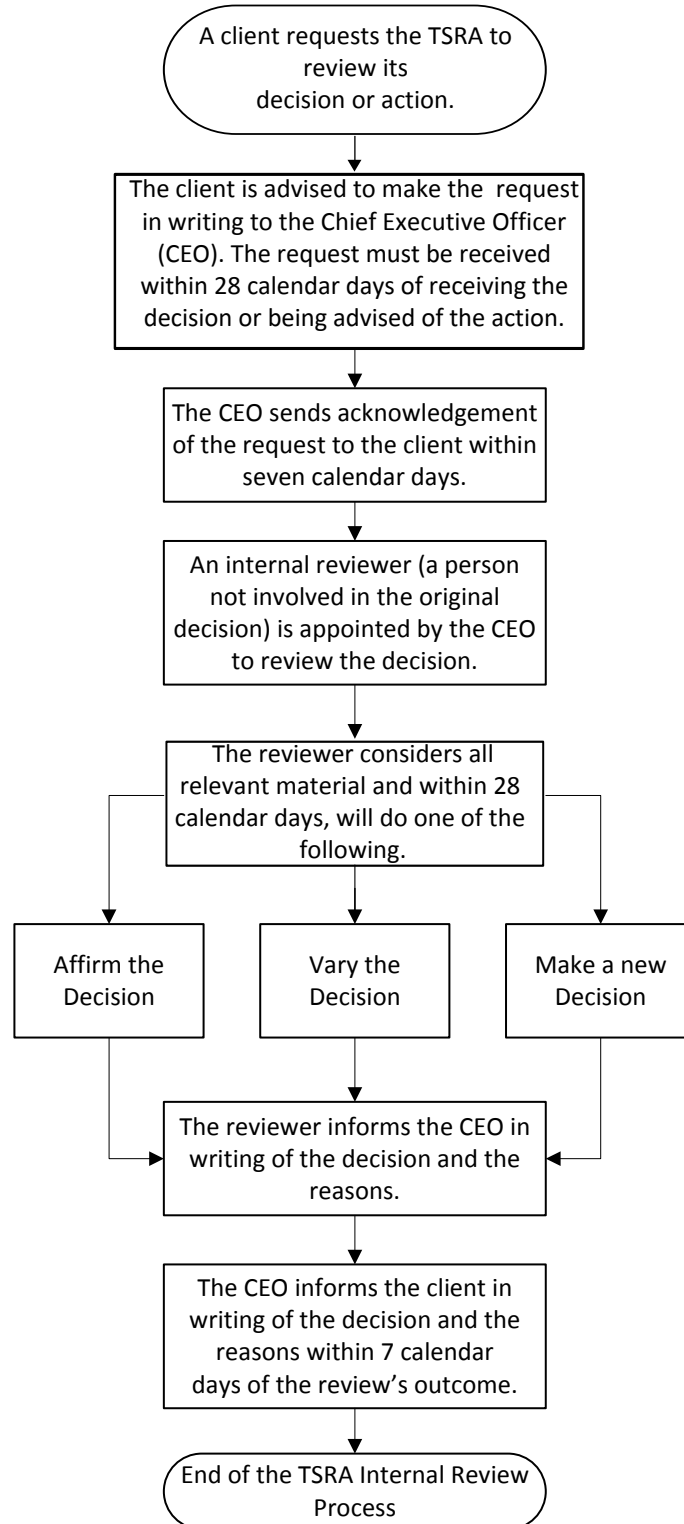 A client requests the TSRA to
review its
decision or action.
The client is advised to make the request
in writing to the Chief Executive Officer
(CEO). The request must be received
within 28 calendar days of receiving the
decision or being advised of the action.
The CEO sends acknowledgement
of the request to the client within
seven calendar days.
An internal reviewer (a person
not involved in the original
decision) is appointed by the CEO
to review the decision.
The reviewer considers all
relevant material and within 28
calendar days, will do one of the
following.
Affirm the
Decision
Vary the
Decision
Make a new
Decision
The reviewer informs the CEO in
writing of the decision and the
reasons.
The CEO informs the client in
writing of the decision and the
reasons within 7 calendar
days of the review’s outcome.
End of the TSRA Internal Review
Process